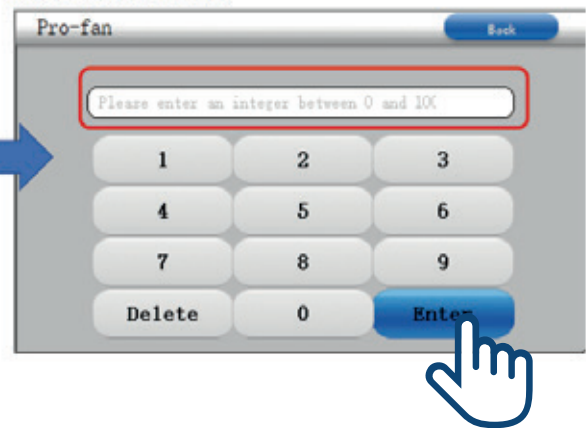 Pro-fan
Back
Please enter an integer between 0 and
1 2 3
4 5 6
7 8 9
Delete 0 Enter